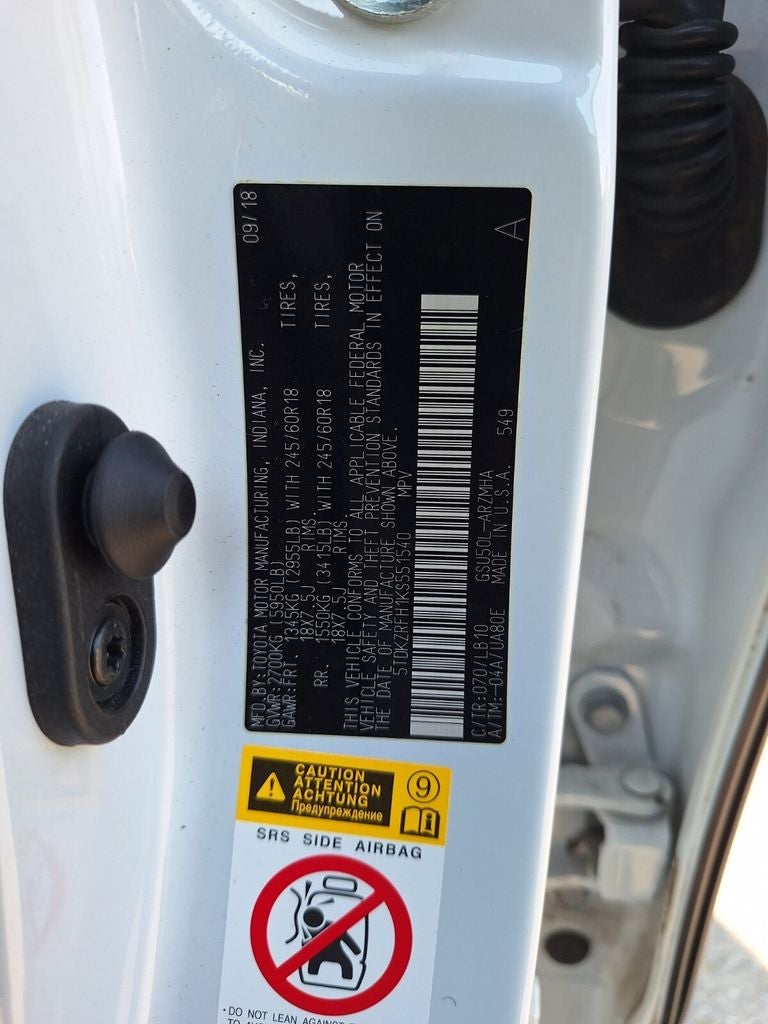 MFD.BY:TOYOTA MOTOR MANUFACTURING, INDIANA, INC. 09/18
GVWR:2700KG (5950LB)
GAWR:FRT. 1345KG (2955LB) WITH 245/60R18 TIRES,
18X7.5J RIMS.
RR. 1550KG (3415LB) WITH 245/60R18 TIRES,
18X7.5J RIMS.
THIS VEHICLE CONFORMS TO ALL APPLICABLE FEDERAL MOTOR
VEHICLE SAFETY AND THEFT PREVENTION STANDARDS IN EFFECT ON
THE DATE OF MANUFACTURE SHOWN ABOVE.
5TDKZRFH1KS551540 MPV
C/TR:070/LB10 GSU50L-ARZMHA A
A/TM:-04A/UA80E MADE IN U.S.A. 549
CAUTION
ATTENTION
ACHTUNG
Предупреждение
9
SRS SIDE AIRBAG
• DO NOT LEAN AGAINST